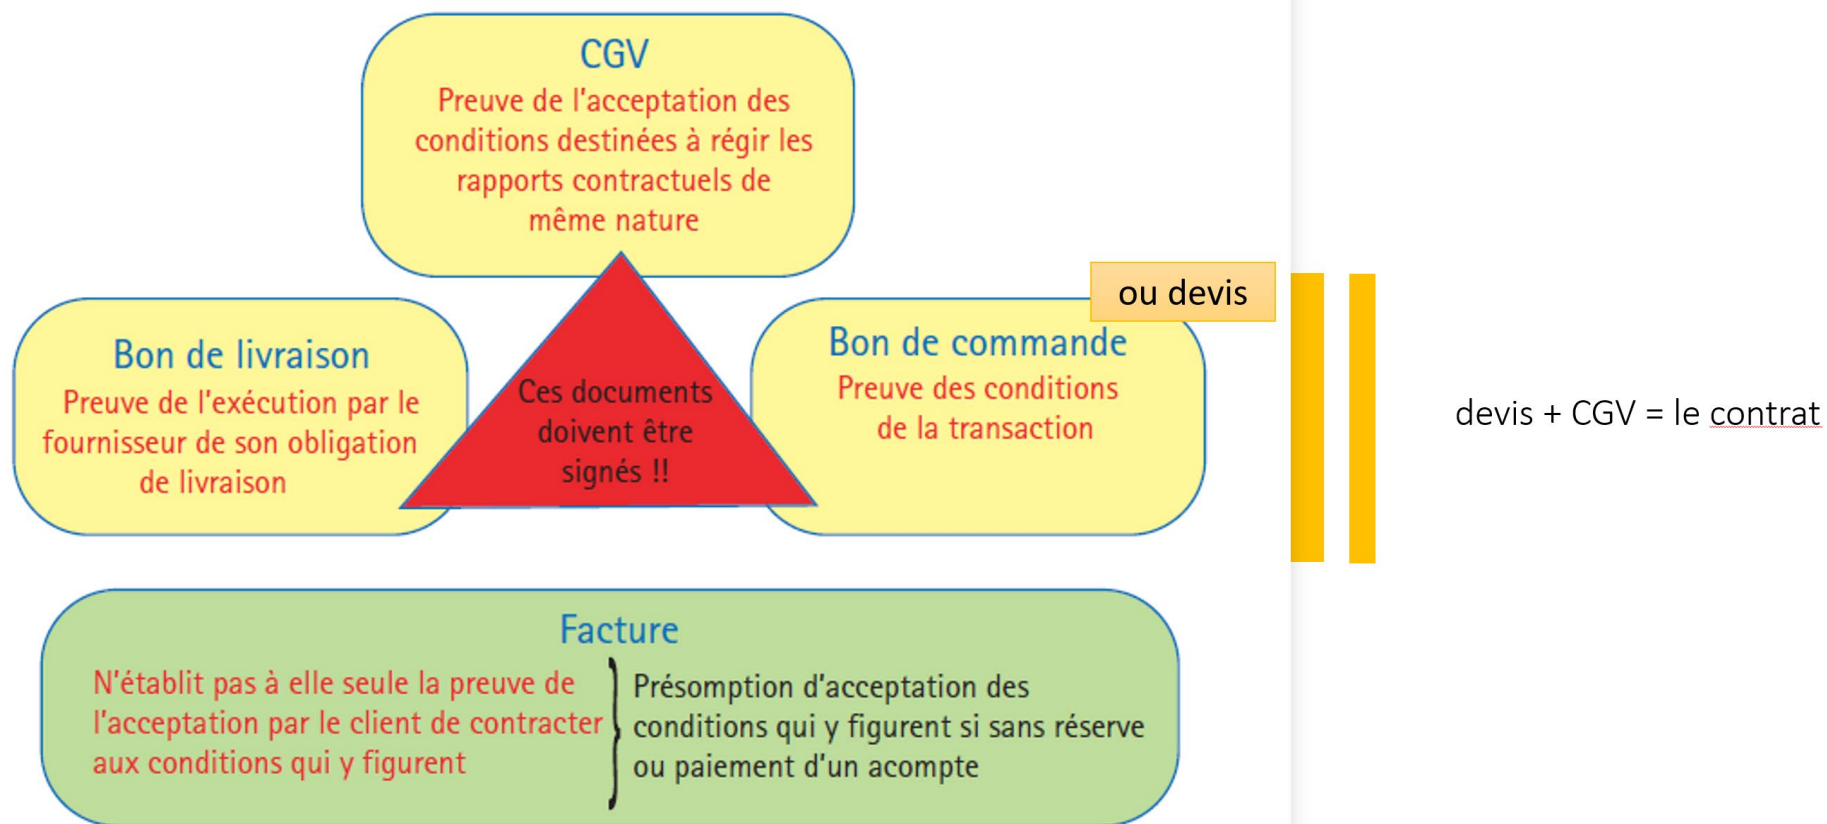 CGV
Preuve de l'acceptation des
conditions destinées à régir les
rapports contractuels de
même nature
ou devis
Bon de livraison
Preuve de l'exécution par le
fournisseur de son obligation
de livraison
Ces documents
doivent être
signés !!
Bon de commande
Preuve des conditions
de la transaction
devis + CGV = le contrat
Facture
N'établit pas à elle seule la preuve de
l'acceptation par le client de contracter
aux conditions qui y figurent
Présomption d'acceptation des
conditions qui y figurent si sans réserve
ou paiement d'un acompte